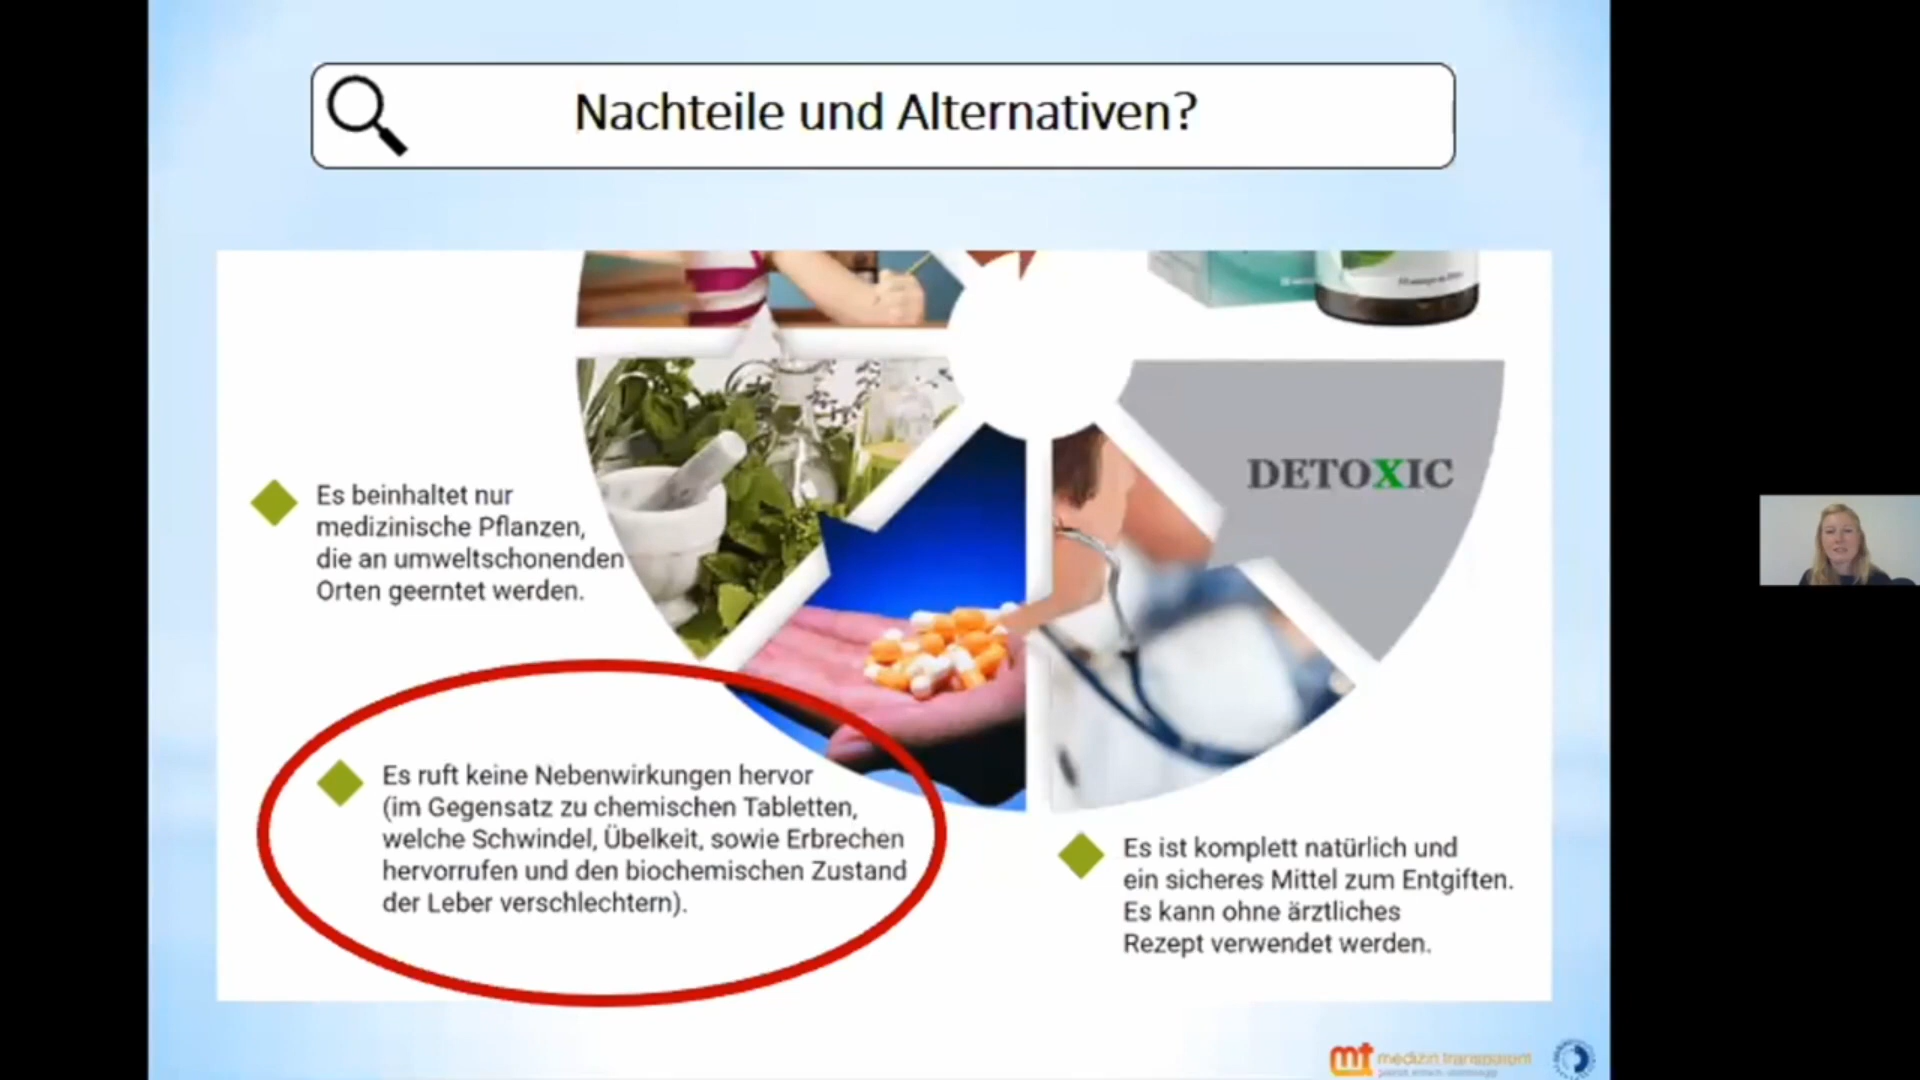 Nachteile und Alternativen?
DETOXIC
Es beinhaltet nur
medizinische Pflanzen,
die an umweltschonenden
Orten geerntet werden.
Es ruft keine Nebenwirkungen hervor
(im Gegensatz zu chemischen Tabletten,
welche Schwindel, Übelkeit, sowie Erbrechen
hervorrufen und den biochemischen Zustand
der Leber verschlechtern).
Es ist komplett natürlich und
ein sicheres Mittel zum Entgiften.
Es kann ohne ärztliches
Rezept verwendet werden.
mt medizin transparent